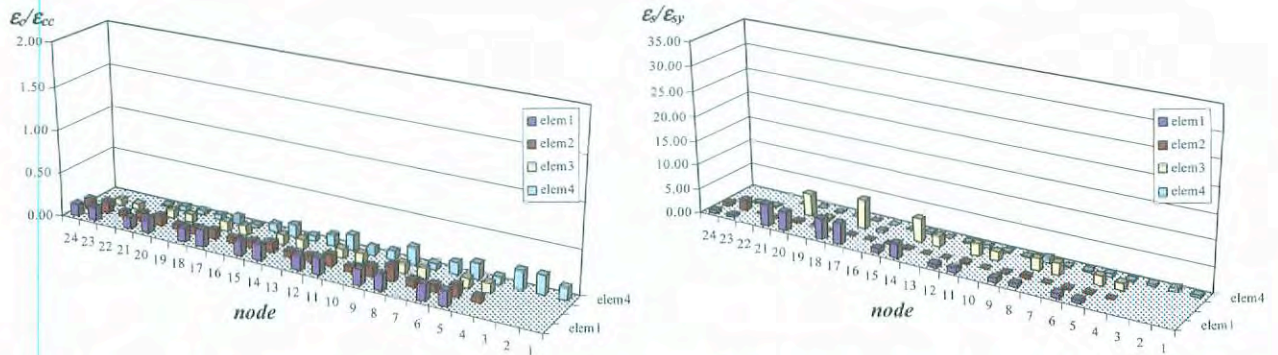 εc/εcc
2.00
1.50
1.00
0.50
0.00
elem1
elem2
elem3
elem4
24 23 22 21 20 19 18 17 16 15 14 13 12 11 10 9 8 7 6 5 4 3 2 1
node
elem4
elem1
εs/εsy
35.00
30.00
25.00
20.00
15.00
10.00
5.00
0.00
elem1
elem2
elem3
elem4
24 23 22 21 20 19 18 17 16 15 14 13 12 11 10 9 8 7 6 5 4 3 2 1
node
elem4
elem1